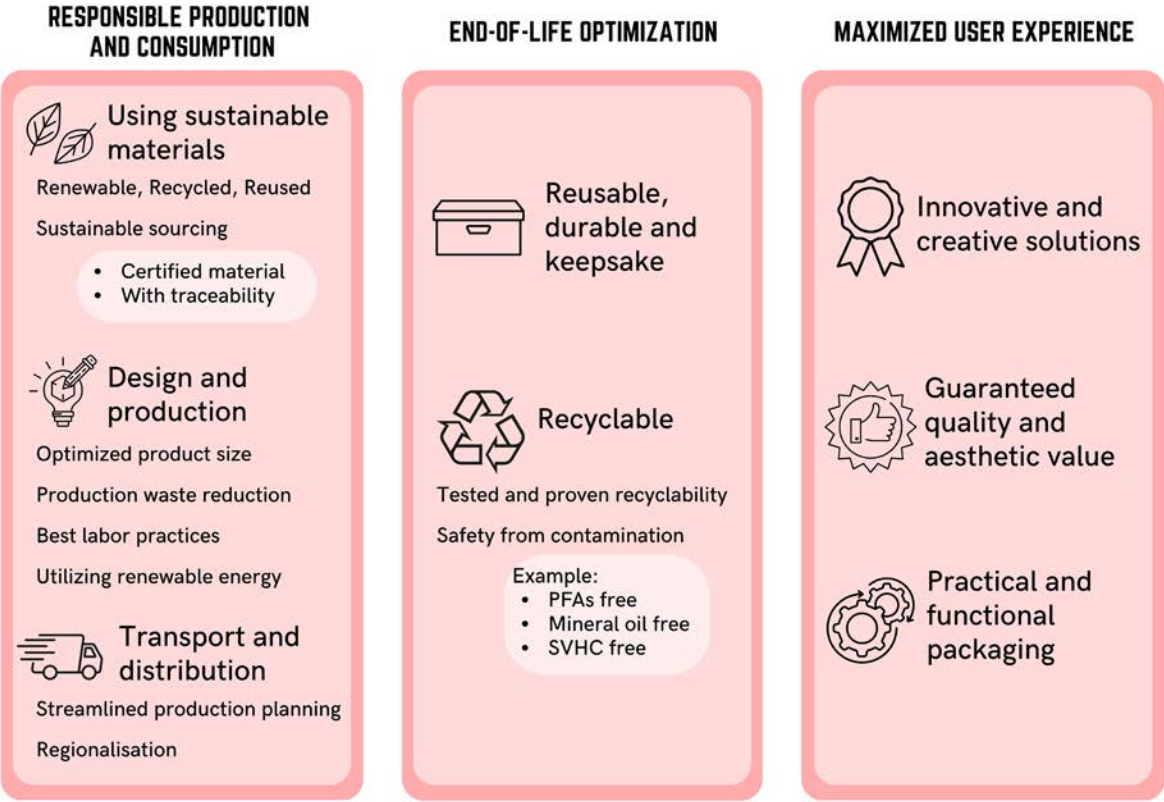 RESPONSIBLE PRODUCTION
AND CONSUMPTION
Using sustainable
materials
Renewable, Recycled, Reused
Sustainable sourcing
• Certified material
• With traceability
Design and
production
Optimized product size
Production waste reduction
Best labor practices
Utilizing renewable energy
Transport and
distribution
Streamlined production planning
Regionalisation
END-OF-LIFE OPTIMIZATION
Reusable,
durable and
keepsake
Recyclable
Tested and proven recyclability
Safety from contamination
Example:
• PFAs free
• Mineral oil free
• SVHC free
MAXIMIZED USER EXPERIENCE
Innovative and
creative solutions
Guaranteed
quality and
aesthetic value
Practical and
functional
packaging